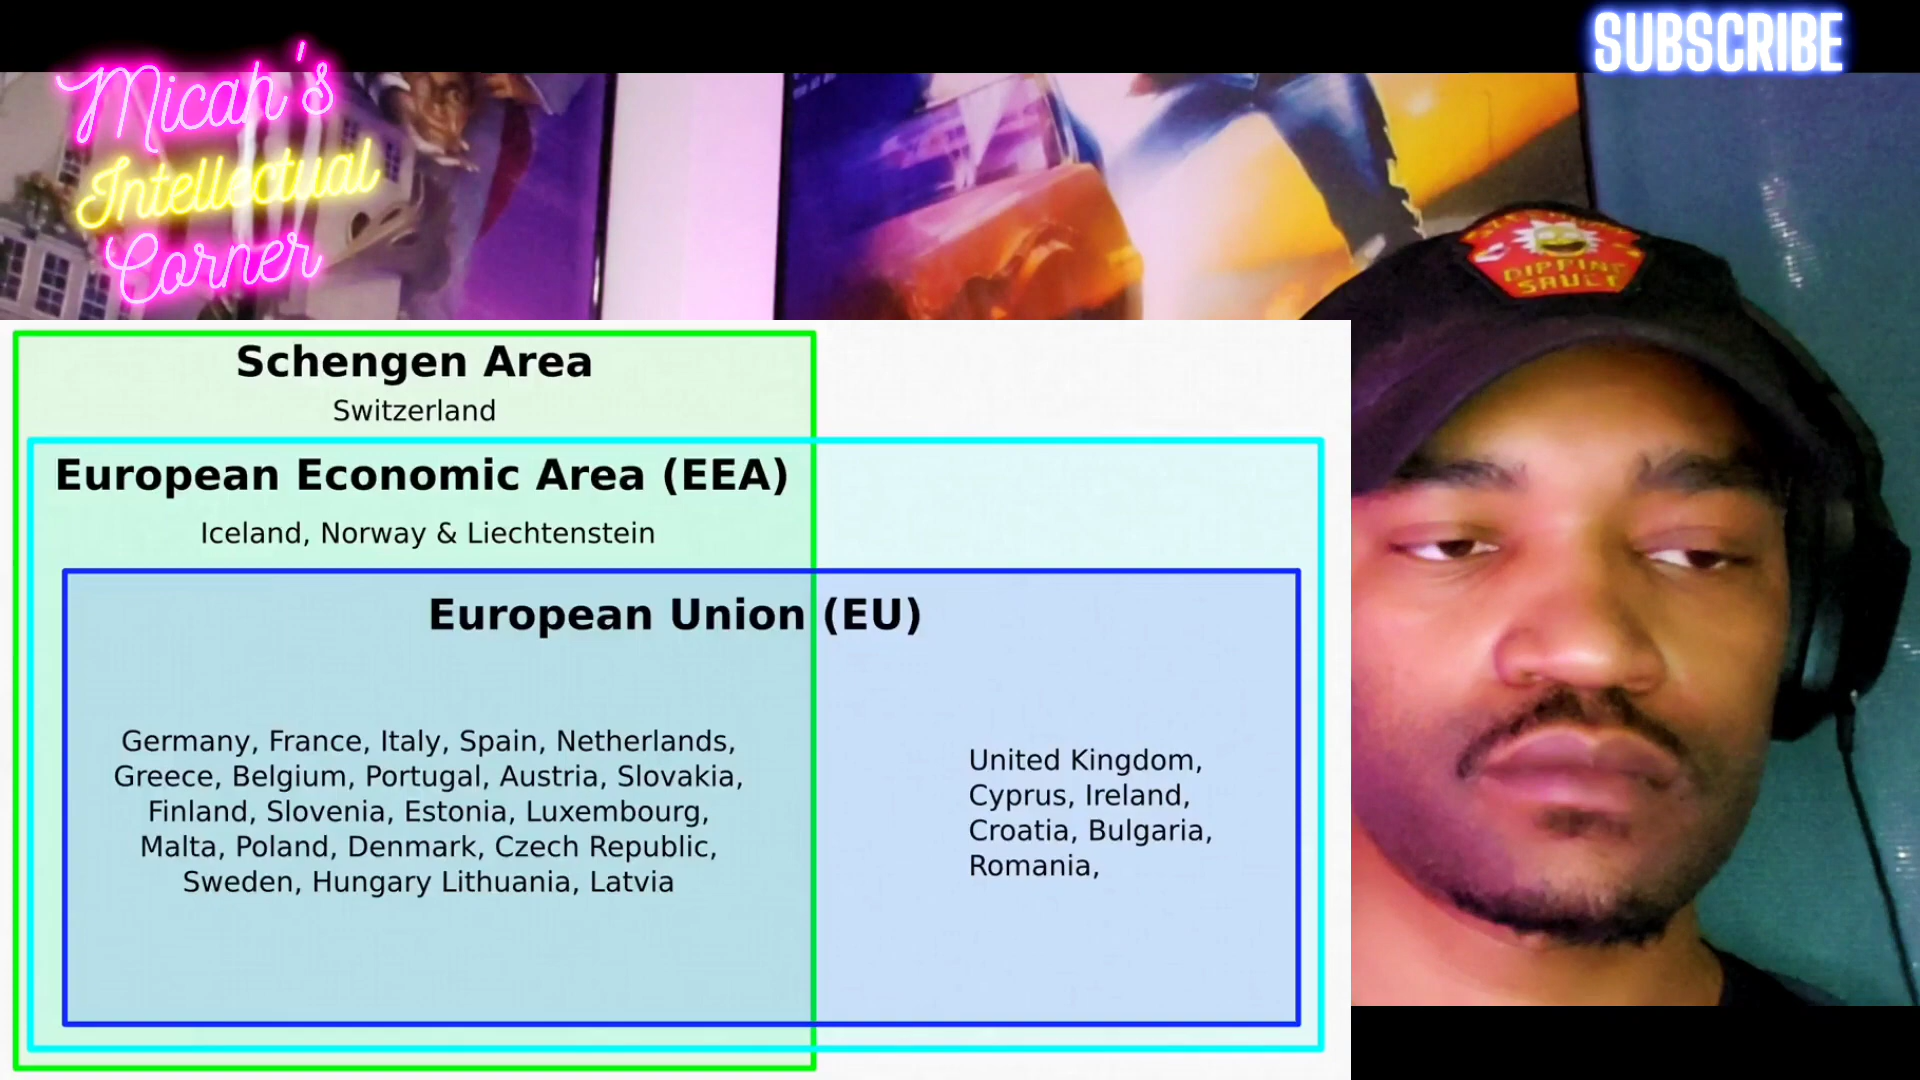 SUBSCRIBE
Micah's
Intellectual
Corner
DIPPING
SAUCE
Schengen Area
Switzerland
European Economic Area (EEA)
Iceland, Norway & Liechtenstein
European Union (EU)
Germany, France, Italy, Spain, Netherlands,
Greece, Belgium, Portugal, Austria, Slovakia,
Finland, Slovenia, Estonia, Luxembourg,
Malta, Poland, Denmark, Czech Republic,
Sweden, Hungary Lithuania, Latvia
United Kingdom,
Cyprus, Ireland,
Croatia, Bulgaria,
Romania,